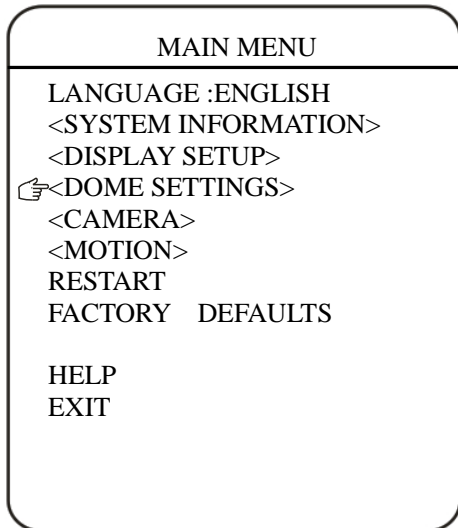 MAIN MENU
LANGUAGE :ENGLISH
<SYSTEM INFORMATION>
<DISPLAY SETUP>
<DOME SETTINGS>
<CAMERA>
<MOTION>
RESTART
FACTORY DEFAULTS
HELP
EXIT